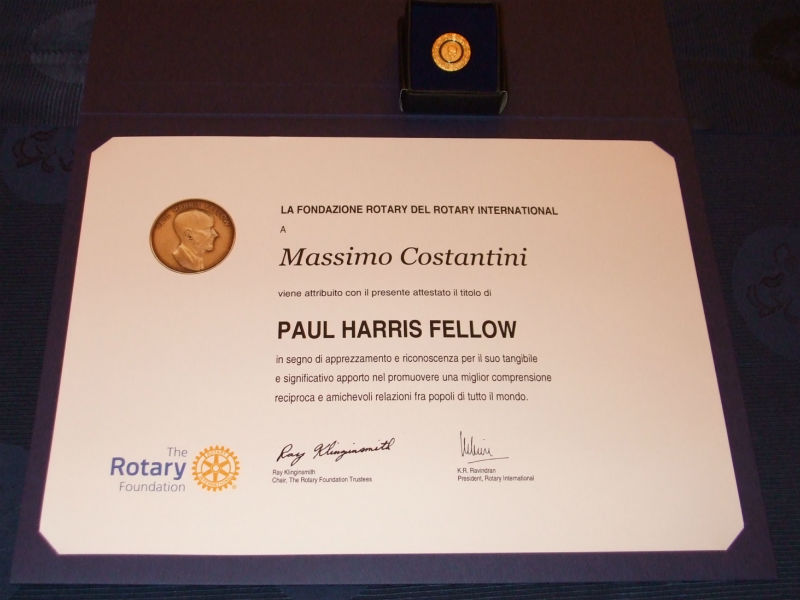 LA FONDAZIONE ROTARY DEL ROTARY INTERNATIONAL
A
Massimo Costantini
viene attribuito con il presente attestato il titolo di
PAUL HARRIS FELLOW
in segno di apprezzamento e riconoscenza per il suo tangibile
e significativo apporto nel promuovere una miglior comprensione
reciproca e amichevoli relazioni fra popoli di tutto il mondo.
The
Rotary
Foundation
Ray Klinginsmith
Ray Klinginsmith
Chair, The Rotary Foundation Trustees
K.R. Ravindran
President, Rotary International